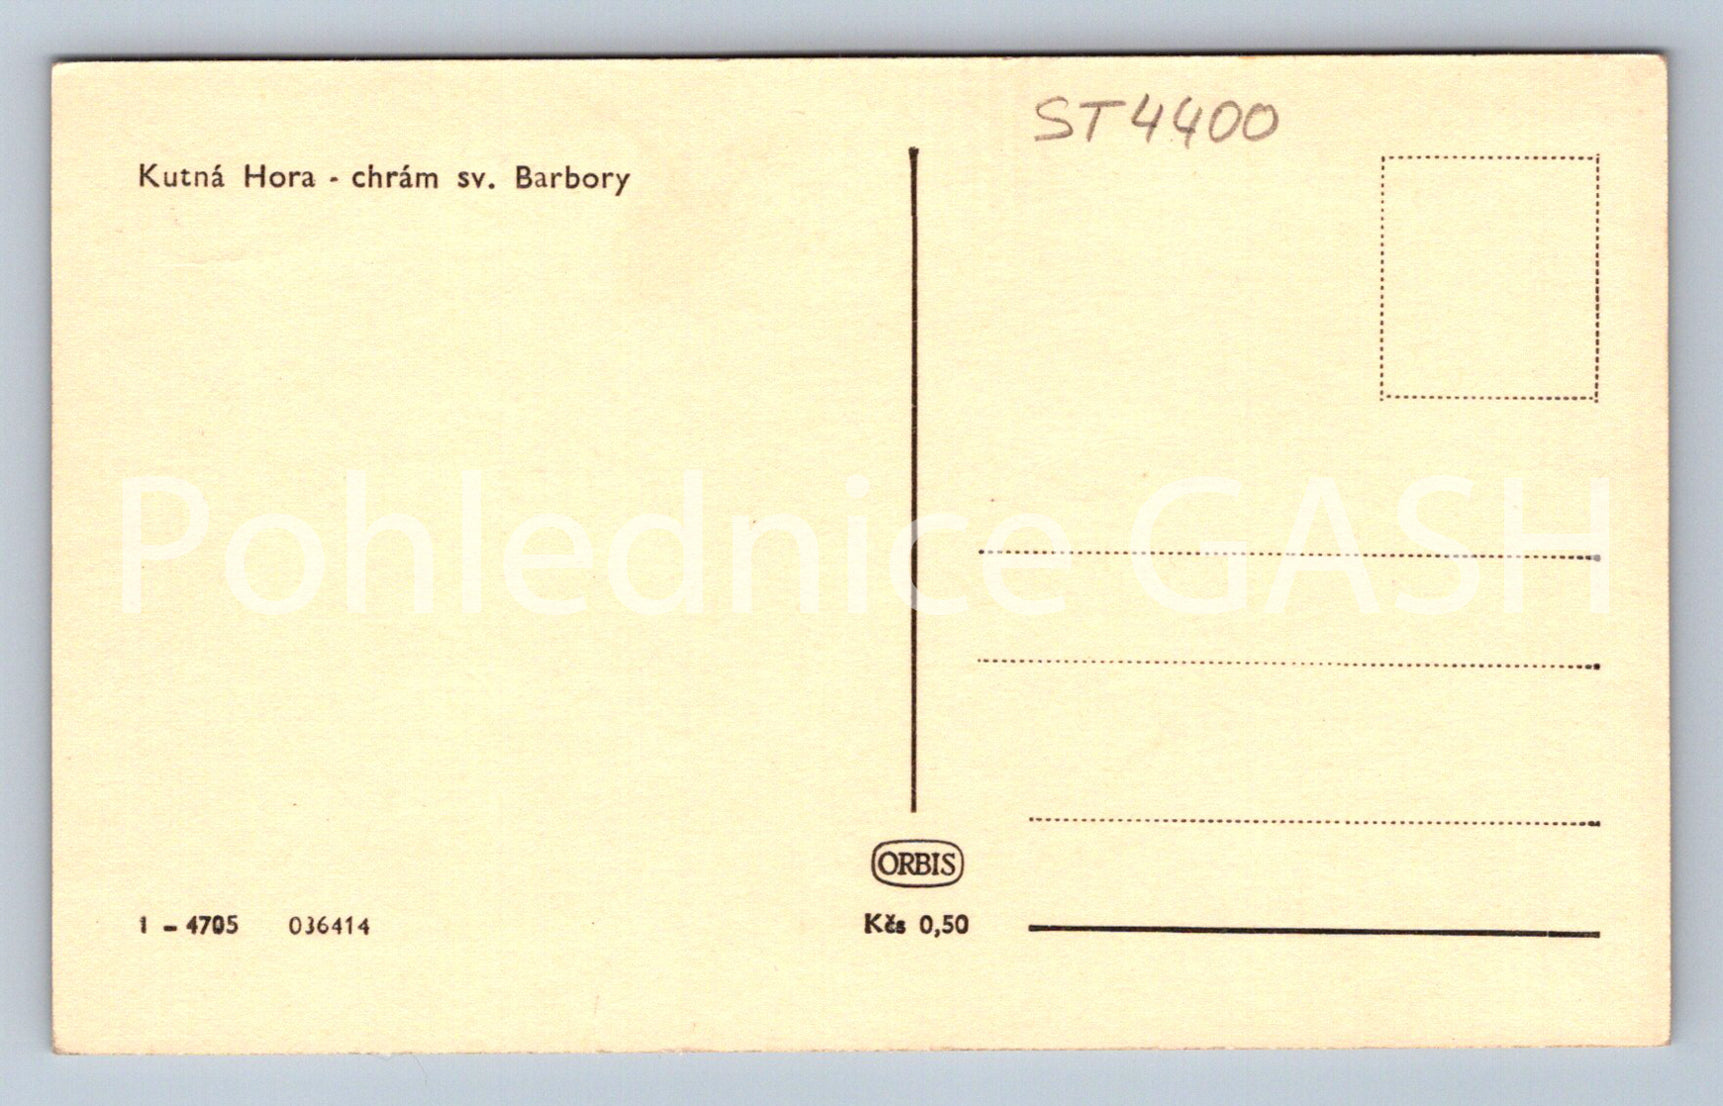 ST4400
Kutná Hora - chrám sv. Barbory
Pohlednice GASH
ORBIS
1 - 4705 036414
Kčs 0,50